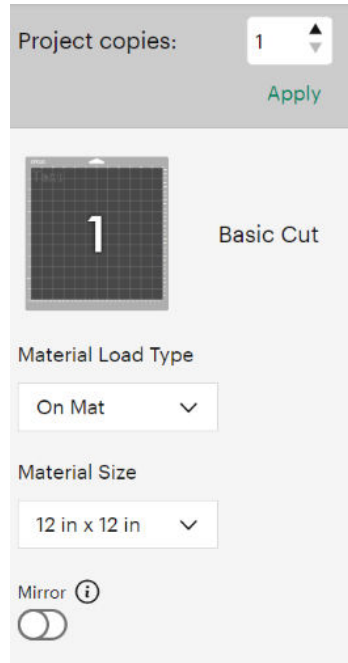 Project copies: 1
Apply
cricut
1
Basic Cut
Material Load Type
On Mat
Material Size
12 in x 12 in
Mirror i